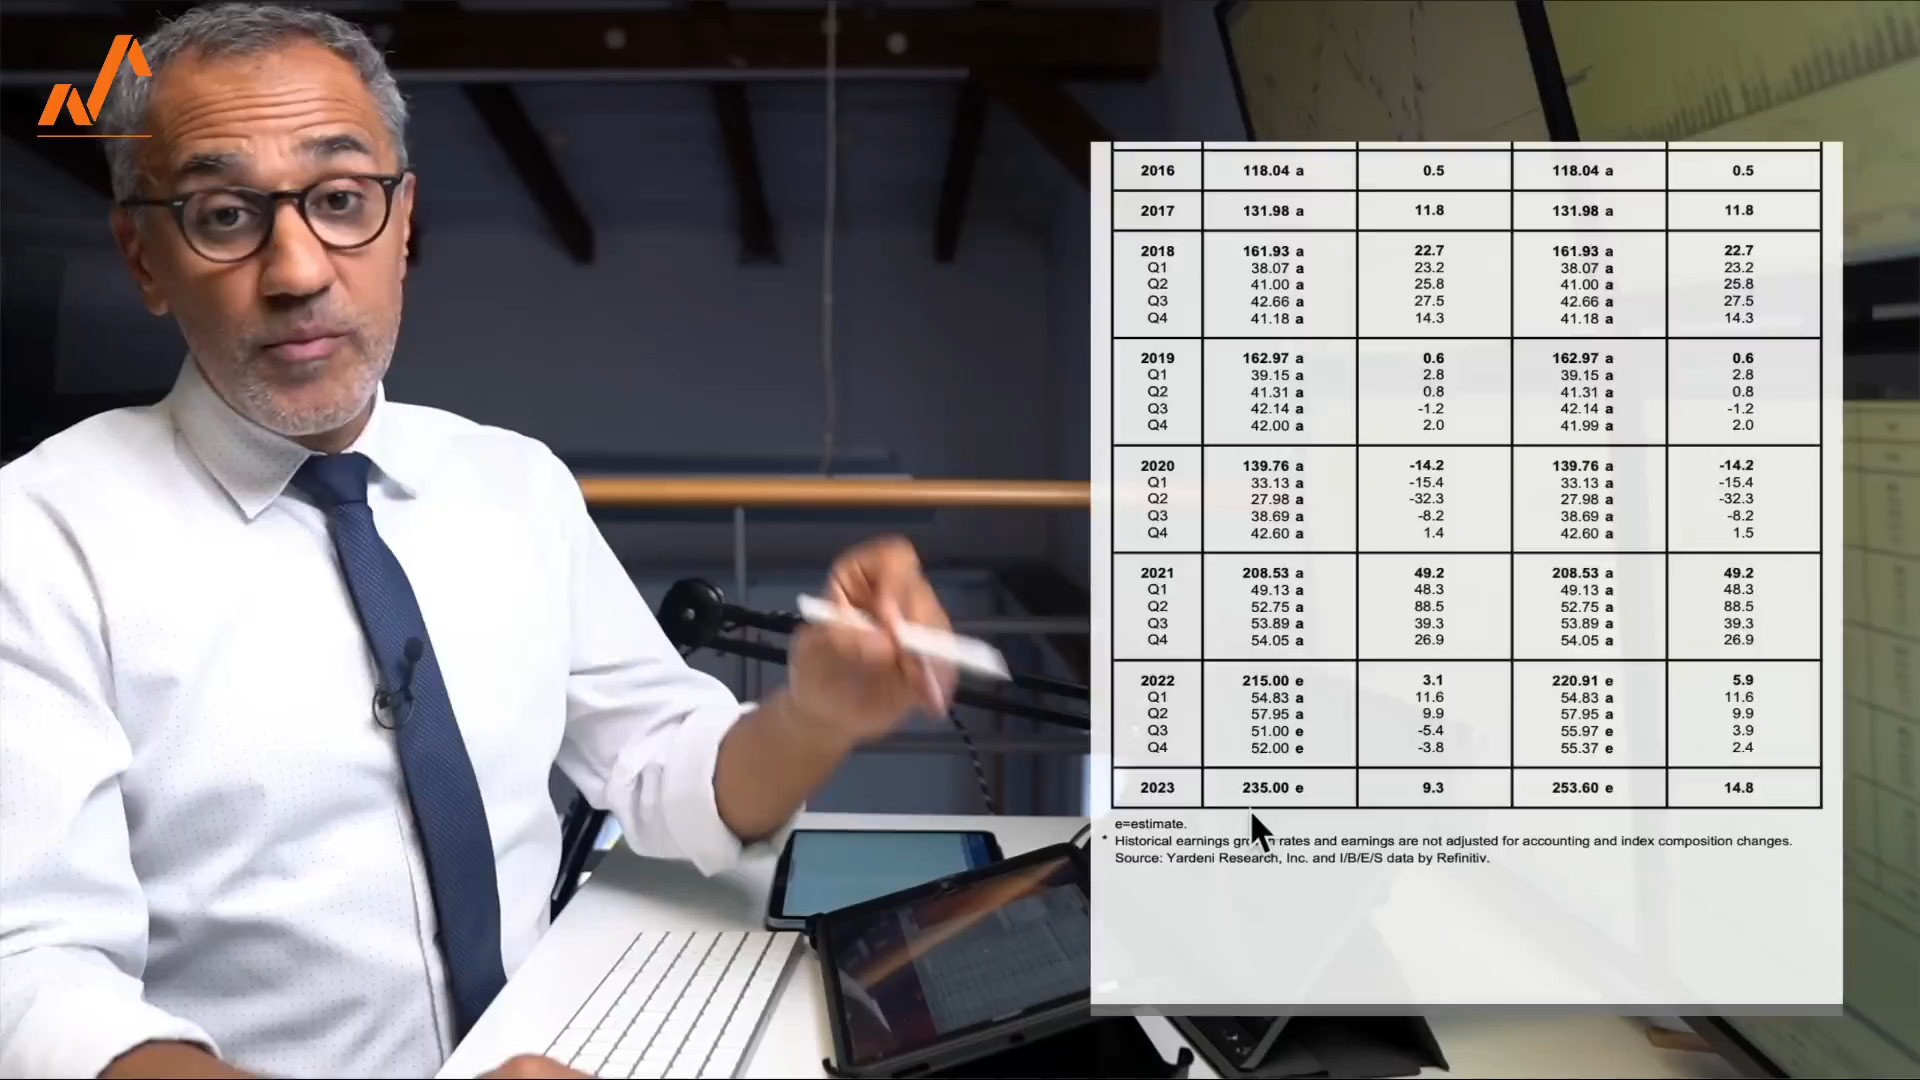 2016 118.04 a 0.5 118.04 a 0.5
2017 131.98 a 11.8 131.98 a 11.8
2018 161.93 a 22.7 161.93 a 22.7
Q1 38.07 a 23.2 38.07 a 23.2
Q2 41.00 a 25.8 41.00 a 25.8
Q3 42.66 a 27.5 42.66 a 27.5
Q4 41.18 a 14.3 41.18 a 14.3
2019 162.97 a 0.6 162.97 a 0.6
Q1 39.15 a 2.8 39.15 a 2.8
Q2 41.31 a 0.8 41.31 a 0.8
Q3 42.14 a -1.2 42.14 a -1.2
Q4 42.00 a 2.0 41.99 a 2.0
2020 139.76 a -14.2 139.76 a -14.2
Q1 33.13 a -15.4 33.13 a -15.4
Q2 27.98 a -32.3 27.98 a -32.3
Q3 38.69 a -8.2 38.69 a -8.2
Q4 42.60 a 1.4 42.60 a 1.5
2021 208.53 a 49.2 208.53 a 49.2
Q1 49.13 a 48.3 49.13 a 48.3
Q2 52.75 a 88.5 52.75 a 88.5
Q3 53.89 a 39.3 53.89 a 39.3
Q4 54.05 a 26.9 54.05 a 26.9
2022 215.00 e 3.1 220.91 e 5.9
Q1 54.83 a 11.6 54.83 a 11.6
Q2 57.95 a 9.9 57.95 a 9.9
Q3 51.00 e -5.4 55.97 e 3.9
Q4 52.00 e -3.8 55.37 e 2.4
2023 235.00 e 9.3 253.60 e 14.8
e=estimate.
* Historical earnings rates and earnings are not adjusted for accounting and index composition changes.
Source: Yardeni Research, Inc. and I/B/E/S data by Refinitiv.